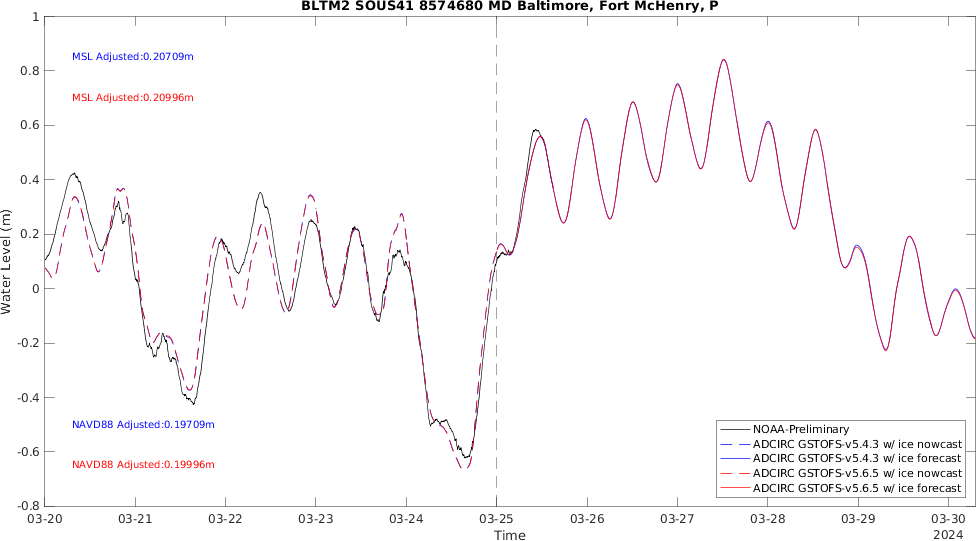 BLTM2 SOUS41 8574680 MD Baltimore, Fort McHenry, P
MSL Adjusted:0.20709m
MSL Adjusted:0.20996m
NAVD88 Adjusted:0.19709m
NAVD88 Adjusted:0.19996m
Water Level (m)
1
0.8
0.6
0.4
0.2
0
-0.2
-0.4
-0.6
-0.8
NOAA-Preliminary
ADCIRC GSTOFS-v5.4.3 w/ ice nowcast
ADCIRC GSTOFS-v5.4.3 w/ ice forecast
ADCIRC GSTOFS-v5.6.5 w/ ice nowcast
ADCIRC GSTOFS-v5.6.5 w/ ice forecast
03-20 03-21 03-22 03-23 03-24 03-25 03-26 03-27 03-28 03-29 03-30
Time
2024